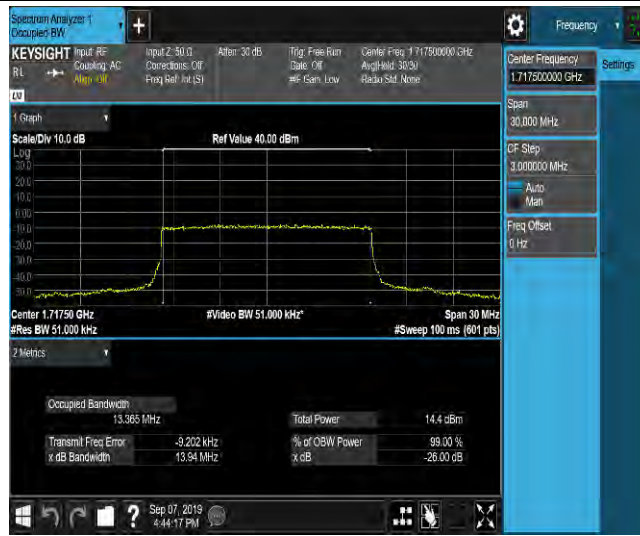 Spectrum Analyzer 1
Occupied BW
Frequency
KEYSIGHT Input: RF
RL
Coupling: AC
Align: Off
Input Z: 50 Ω
Corrections: Off
Freq Ref: Int (S)
Atten: 30 dB
Trig: Free Run
Gate: Off
#IF Gain: Low
Center Freq: 1.717500000 GHz
Avg|Hold: 30/30
Radio Std: None
1 Graph
Scale/Div 10.0 dB
Ref Value 40.00 dBm
Log
30.0
20.0
10.0
0.00
-10.0
-20.0
-30.0
-40.0
-50.0
Center 1.71750 GHz
#Video BW 51.000 kHz*
Span 30 MHz
#Res BW 51.000 kHz
#Sweep 100 ms (601 pts)
2 Metrics
Occupied Bandwidth
13.365 MHz
Total Power
14.4 dBm
Transmit Freq Error
-9.202 kHz
% of OBW Power
99.00 %
x dB Bandwidth
13.94 MHz
x dB
-26.00 dB
Sep 07, 2019
4:44:17 PM
?
Center Frequency
1.717500000 GHz
Settings
Span
30.000 MHz
CF Step
3.000000 MHz
Auto
Man
Freq Offset
0 Hz